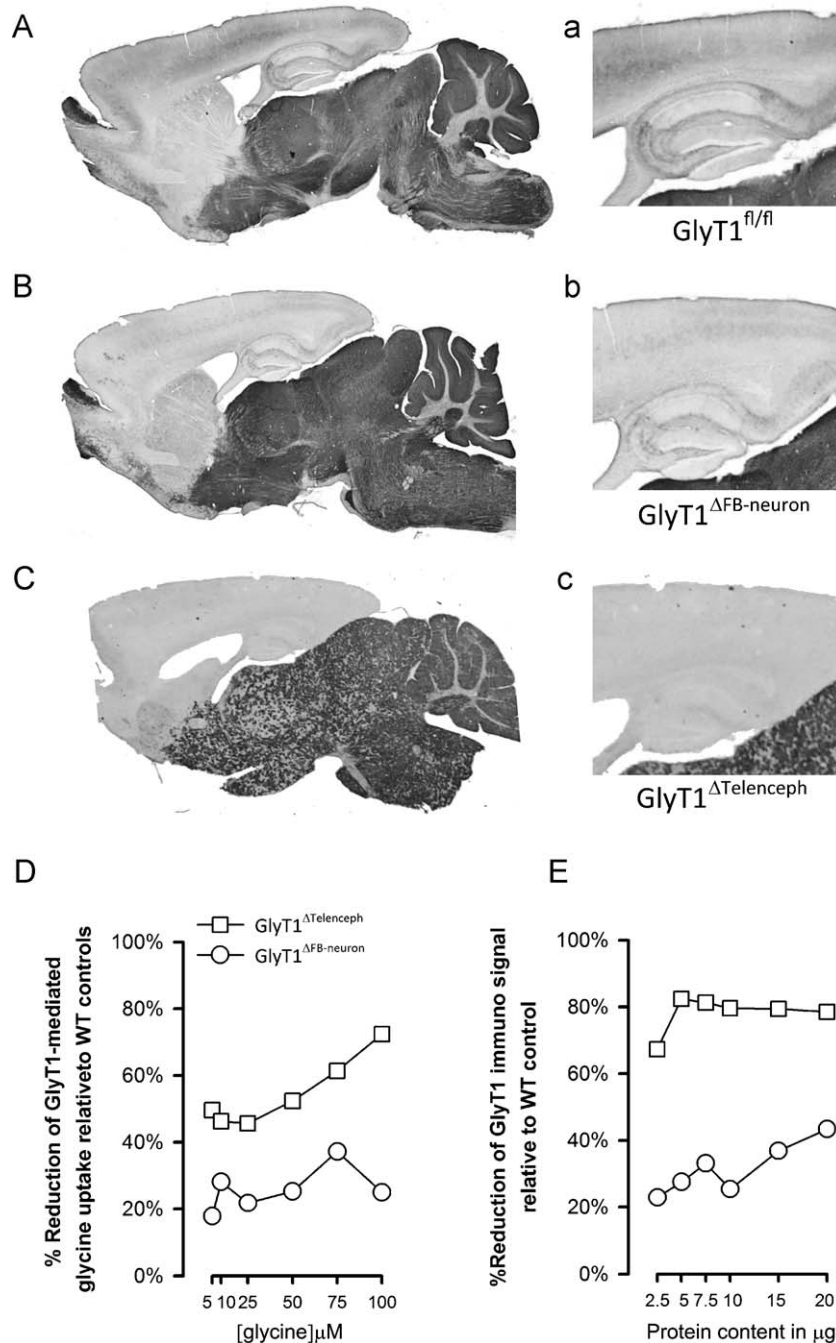 A
a
GlyT1fl/fl
B
b
GlyT1ΔFB-neuron
C
c
GlyT1ΔTelenceph
D
GlyT1ΔTelenceph
GlyT1ΔFB-neuron
% Reduction of GlyT1-mediated
glycine uptake relativeto WT controls
100%
80%
60%
40%
20%
0%
5 10 25 50 75 100
[glycine]µM
E
%Reduction of GlyT1 immuno signal
relative to WT control
100%
80%
60%
40%
20%
0%
2.5 5 7.5 10 15 20
Protein content in µg